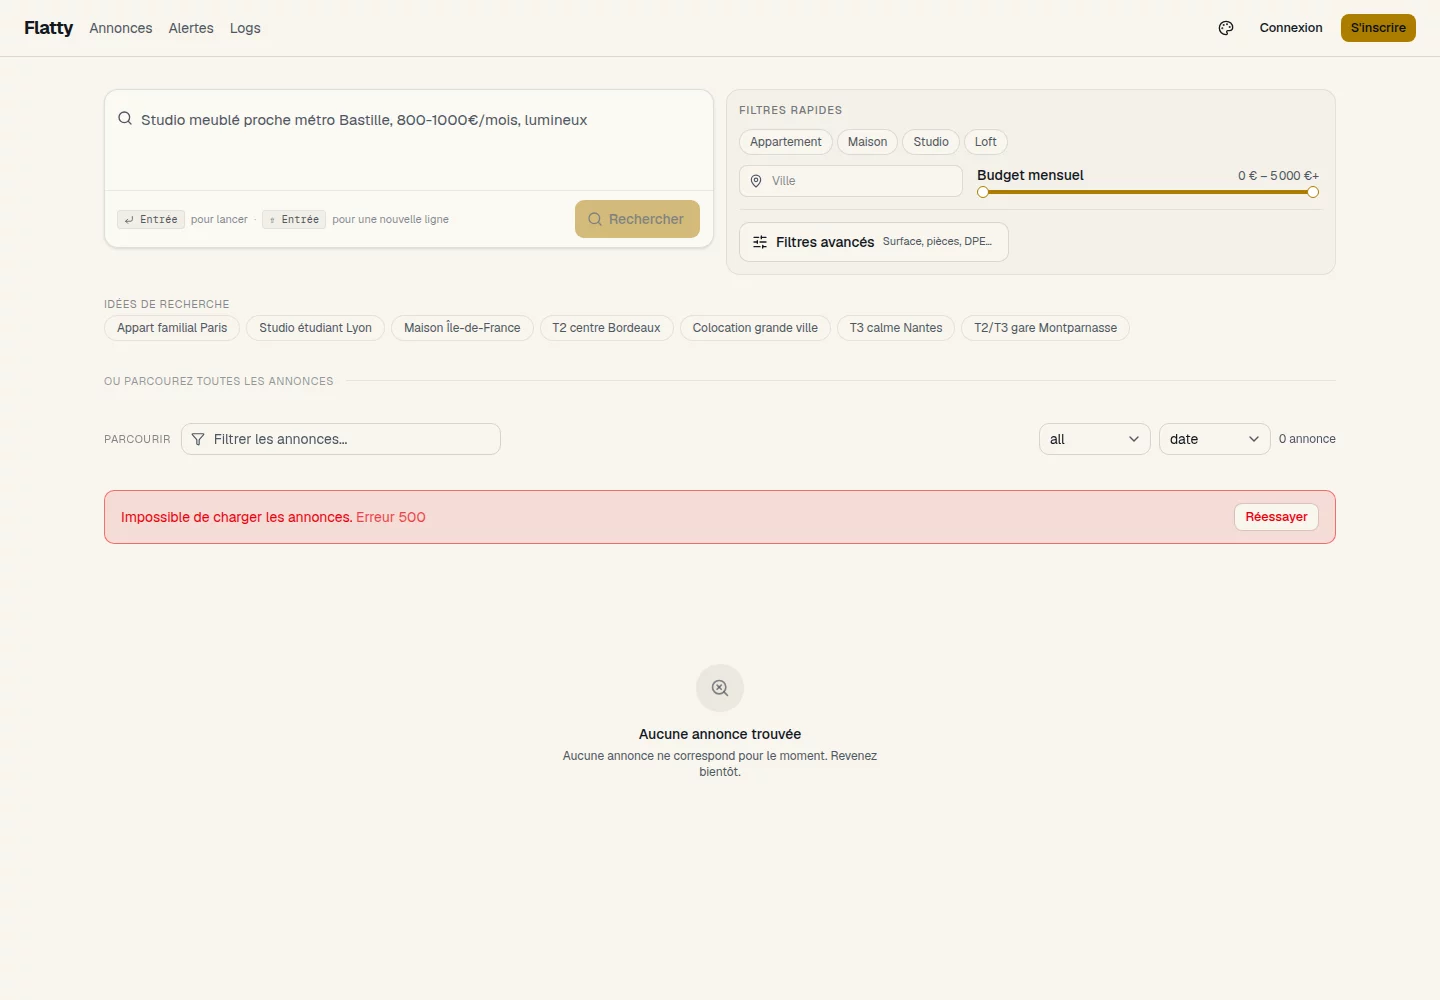 Flatty Annonces Alertes Logs Connexion S'inscrire
Studio meublé proche métro Bastille, 800-1000€/mois, lumineux
Entrée pour lancer · ⇧ Entrée pour une nouvelle ligne Rechercher
FILTRES RAPIDES
Appartement Maison Studio Loft
Ville
Budget mensuel 0 € – 5 000 €+
Filtres avancés Surface, pièces, DPE…
IDÉES DE RECHERCHE
Appart familial Paris Studio étudiant Lyon Maison Île-de-France T2 centre Bordeaux Colocation grande ville T3 calme Nantes T2/T3 gare Montparnasse
OU PARCOUREZ TOUTES LES ANNONCES
PARCOURIR Filtrer les annonces... all date 0 annonce
Impossible de charger les annonces. Erreur 500 Réessayer
Aucune annonce trouvée
Aucune annonce ne correspond pour le moment. Revenez
bientôt.